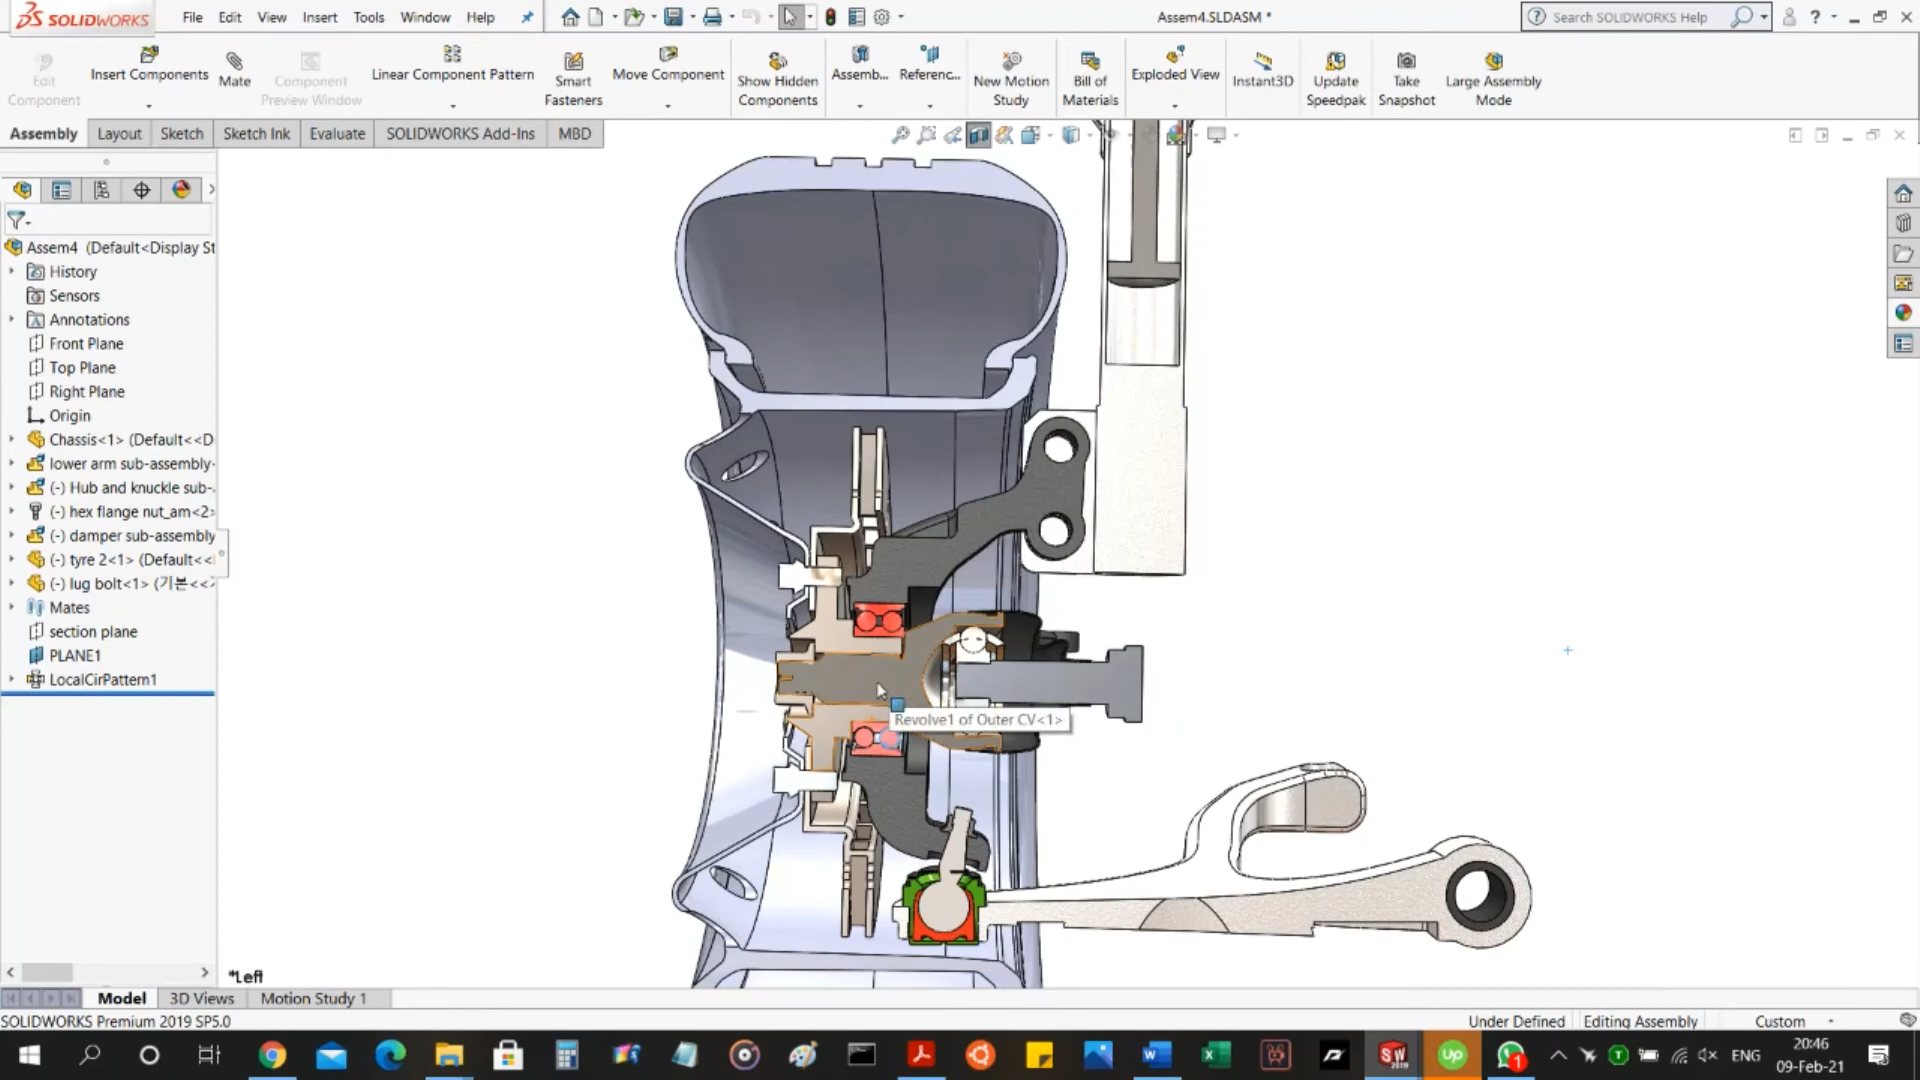 SOLIDWORKS
File Edit View Insert Tools Window Help
Assem4.SLDASM *
Search SOLIDWORKS Help
Edit Component
Insert Components
Mate
Component Preview Window
Linear Component Pattern
Smart Fasteners
Move Component
Show Hidden Components
Assemb...
Referenc...
New Motion Study
Bill of Materials
Exploded View
Instant3D
Update Speedpak
Take Snapshot
Large Assembly Mode
Assembly Layout Sketch Sketch Ink Evaluate SOLIDWORKS Add-Ins MBD
Assem4 (Default<Display St
History
Sensors
Annotations
Front Plane
Top Plane
Right Plane
Origin
Chassis<1> (Default<<D
lower arm sub-assembly-
(-) Hub and knuckle sub-
(-) hex flange nut_am<2>
(-) damper sub-assembly
(-) tyre 2<1> (Default<<
(-) lug bolt<1> (기본<<
Mates
section plane
PLANE1
LocalCirPattern1
Revolve1 of Outer CV<1>
*Left
Model 3D Views Motion Study 1
SOLIDWORKS Premium 2019 SP5.0
Under Defined Editing Assembly Custom
ENG
20:46
09-Feb-21